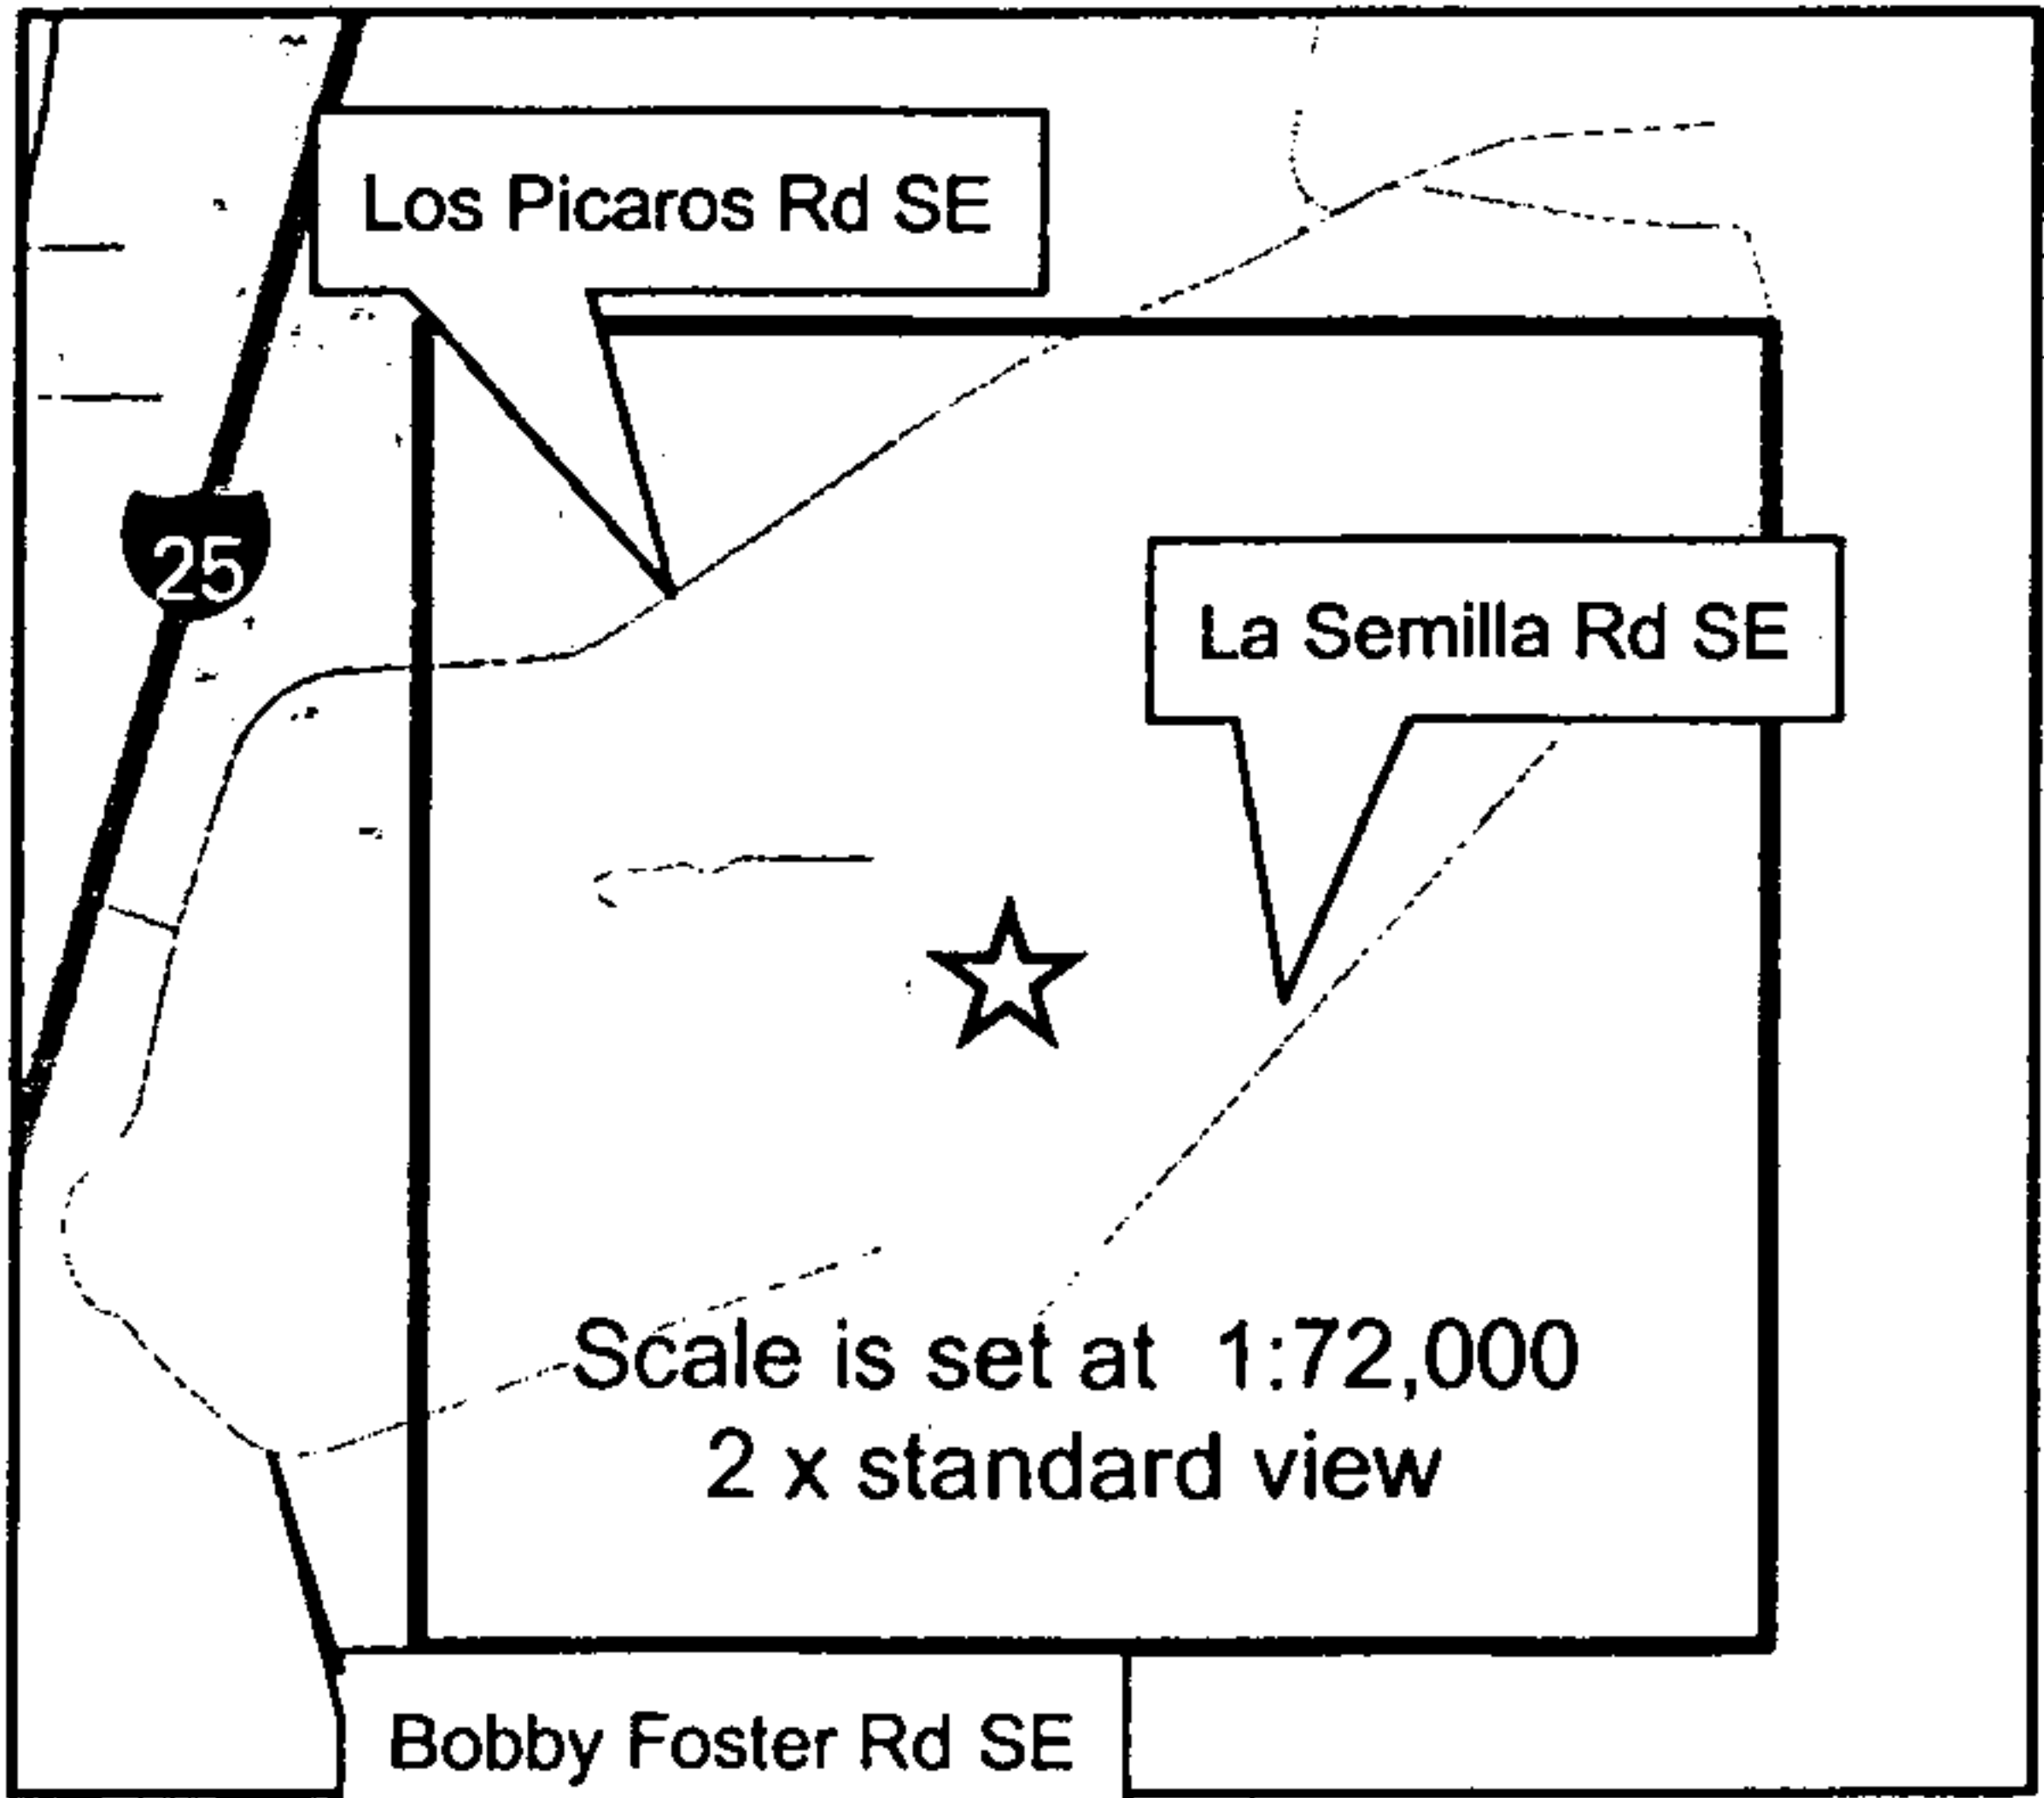 Los Picaros Rd SE
25
La Semilla Rd SE
Scale is set at 1:72,000
2 x standard view
Bobby Foster Rd SE